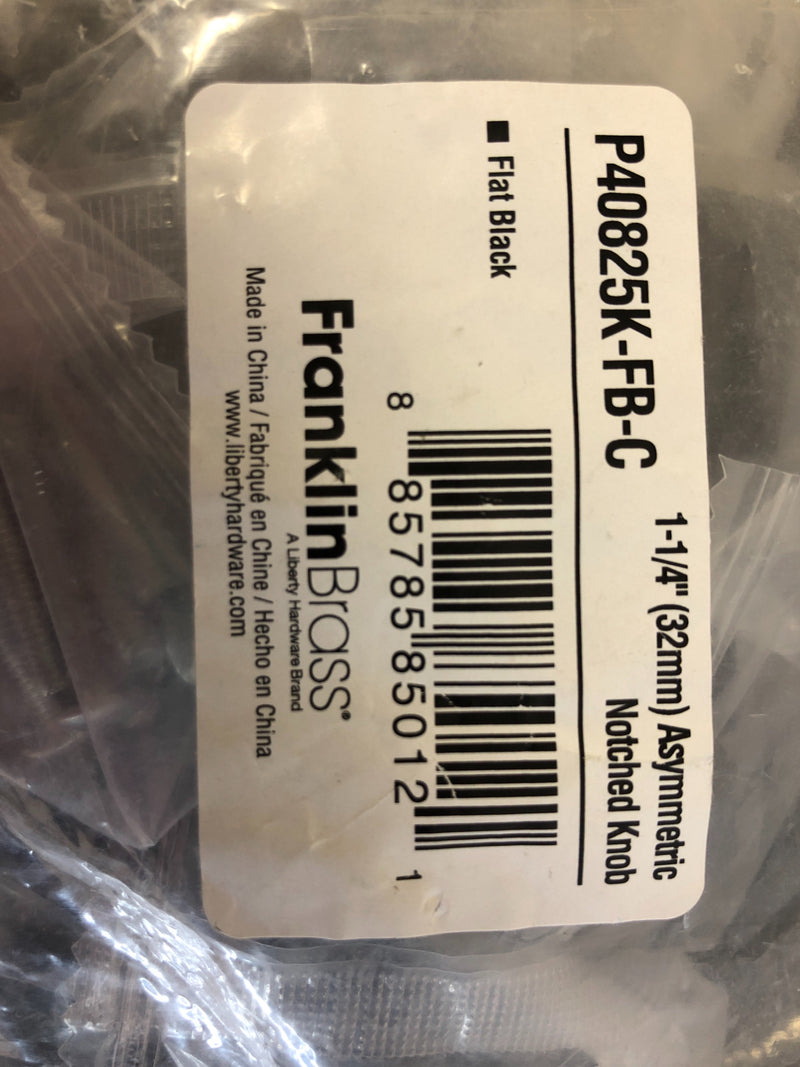 P40825K-FB-C
1-1/4" (32mm) Asymmetric
Notched Knob
■ Flat Black
8 85785 85012 1
FranklinBrass®
A Liberty Hardware Brand
Made in China / Fabriqué en Chine / Hecho en China
www.libertyhardware.com